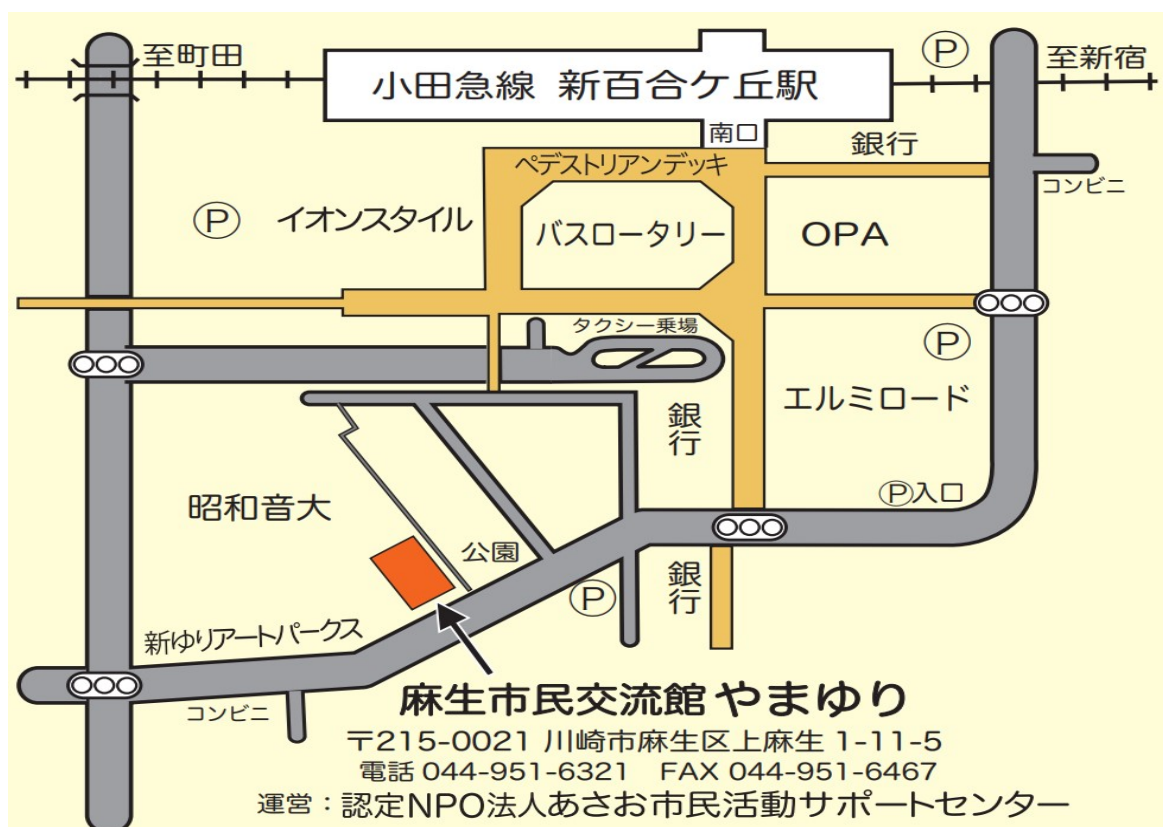 至町田
Ⓟ
至新宿
小田急線 新百合ケ丘駅
南口
銀行
ペデストリアンデッキ
コンビニ
Ⓟ
イオンスタイル
バスロータリー
OPA
タクシー乗場
Ⓟ
エルミロード
銀行
Ⓟ入口
昭和音大
公園
銀行
Ⓟ
新ゆりアートパークス
コンビニ
麻生市民交流館 やまゆり
〒215-0021 川崎市麻生区上麻生 1-11-5
電話 044-951-6321 FAX 044-951-6467
運営:認定NPO法人あさお市民活動サポートセンター